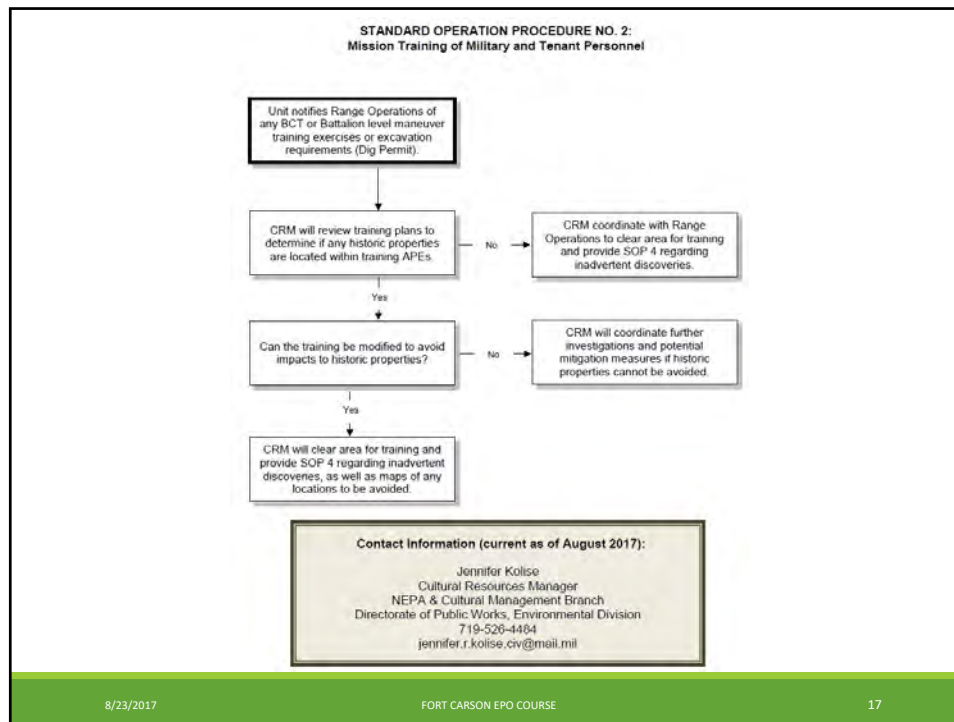 STANDARD OPERATION PROCEDURE NO. 2:
Mission Training of Military and Tenant Personnel
Unit notifies Range Operations of
any BCT or Battalion level maneuver
training exercises or excavation
requirements (Dig Permit).
CRM will review training plans to
determine if any historic properties
are located within training APEs.
No
CRM coordinate with Range
Operations to clear area for training
and provide SOP 4 regarding
inadvertent discoveries.
Yes
Can the training be modified to avoid
impacts to historic properties?
No
CRM will coordinate further
investigations and potential
mitigation measures if historic
properties cannot be avoided.
Yes
CRM will clear area for training and
provide SOP 4 regarding inadvertent
discoveries, as well as maps of any
locations to be avoided.
Contact Information (current as of August 2017):
Jennifer Kolise
Cultural Resources Manager
NEPA & Cultural Management Branch
Directorate of Public Works, Environmental Division
719-526-4484
jennifer.r.kolise.civ@mail.mil
8/23/2017
FORT CARSON EPO COURSE
17